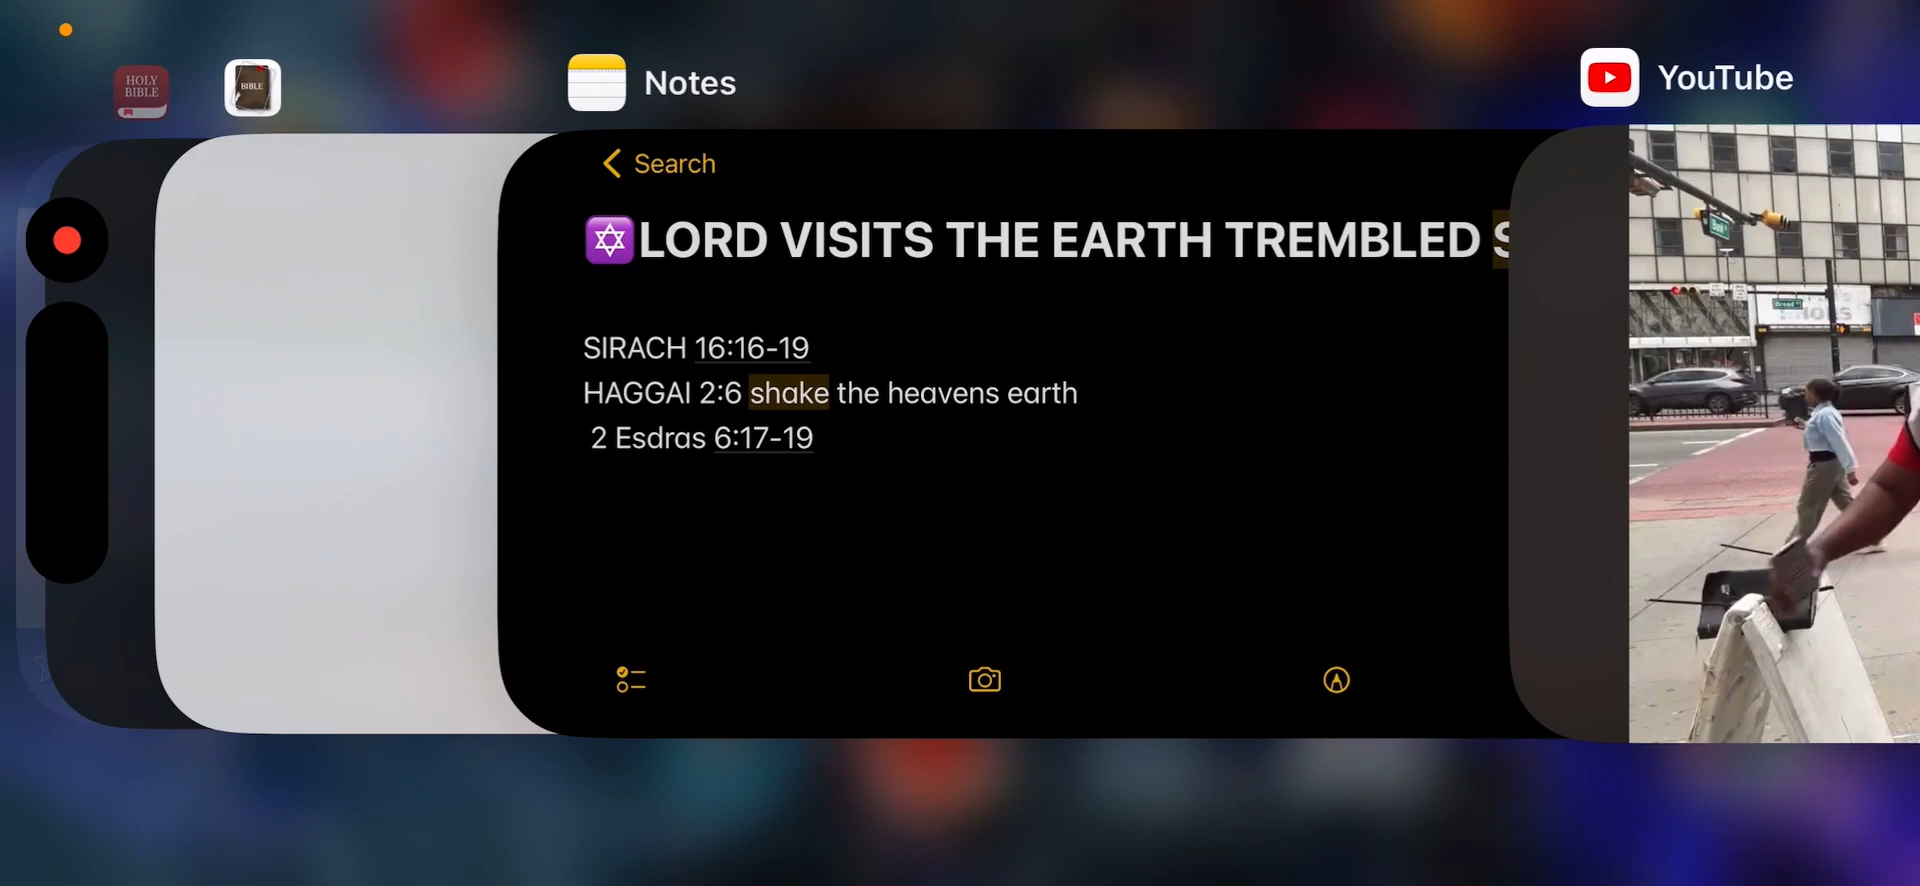 HOLY
BIBLE
BIBLE
Notes
YouTube
Search
LORD VISITS THE EARTH TREMBLED
SIRACH 16:16-19
HAGGAI 2:6 shake the heavens earth
2 Esdras 6:17-19
Broad